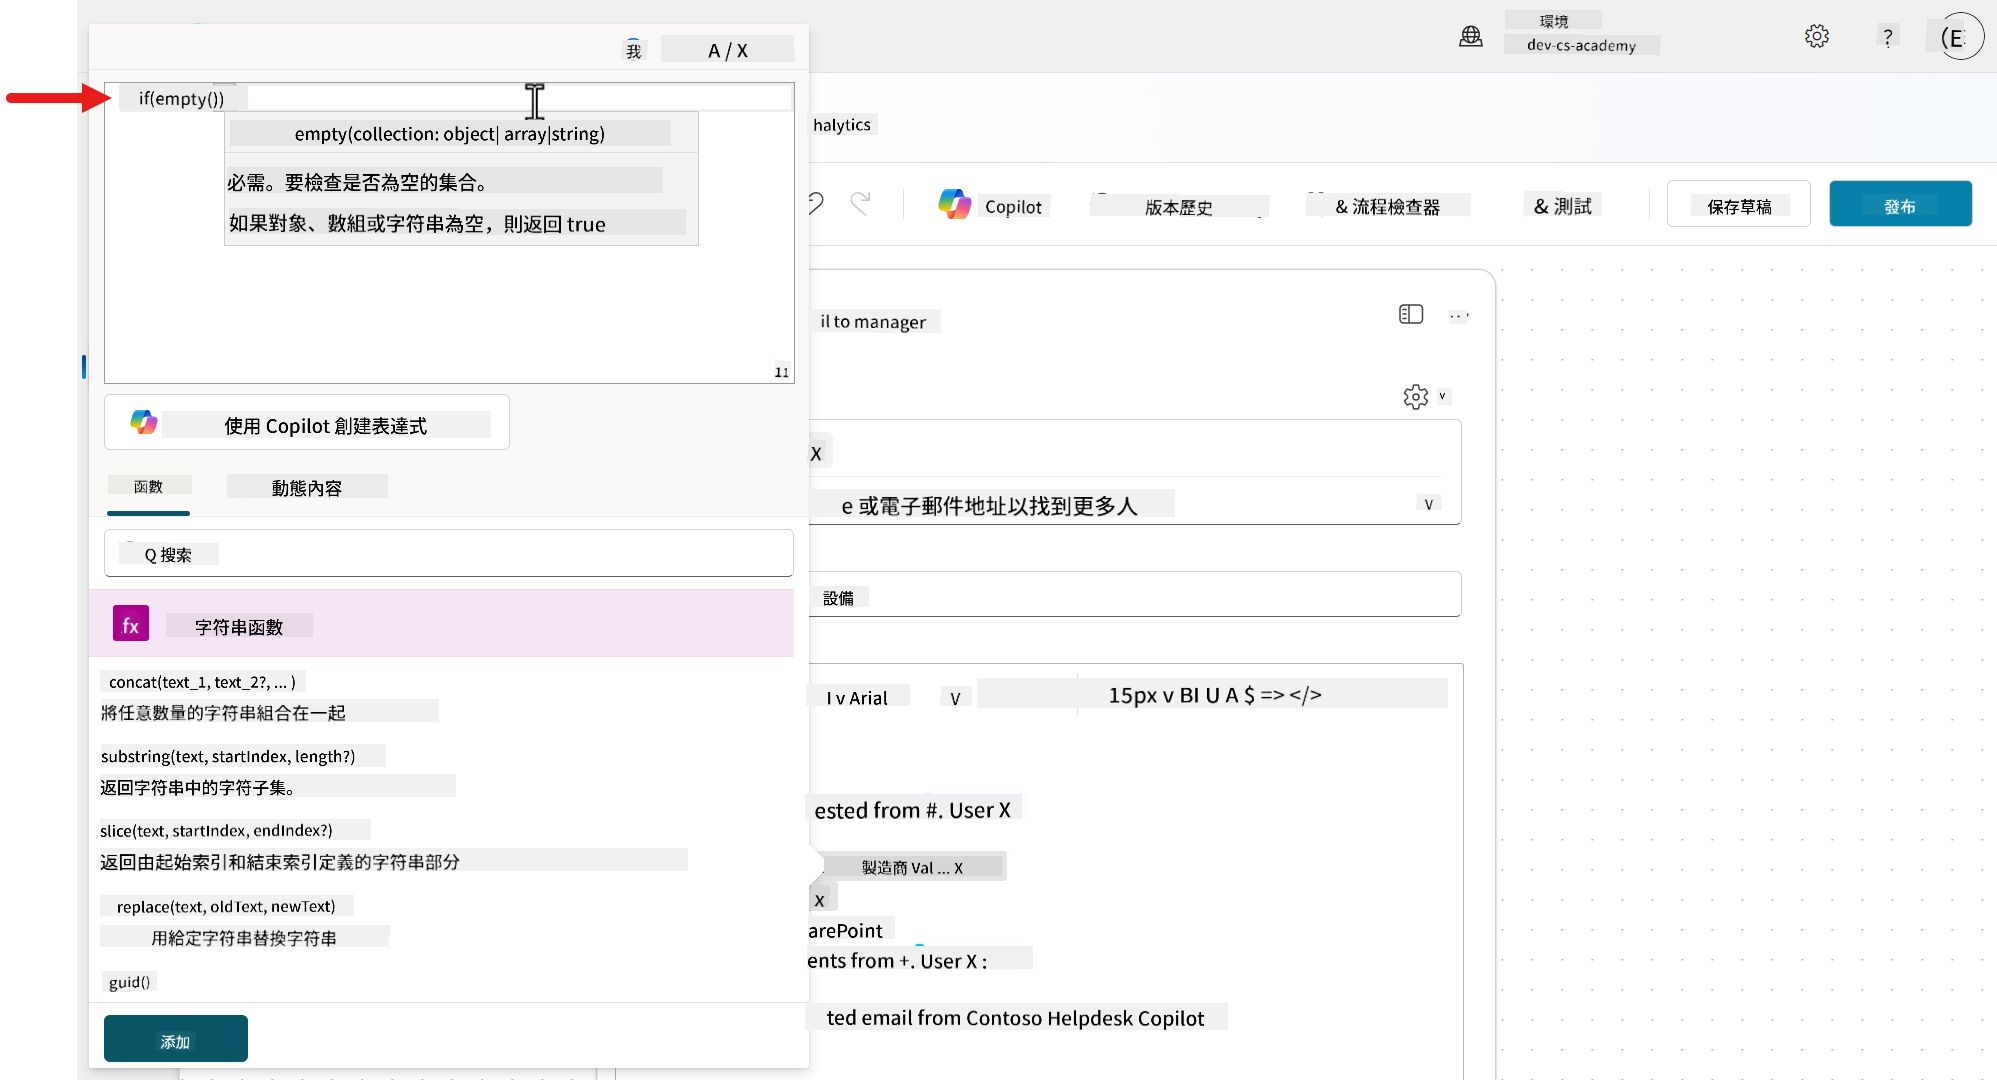 環境
dev-cs-academy
?
(E
我
A / X
if(empty())
empty(collection: object| array|string)
必需。要檢查是否為空的集合。
如果對象、數組或字符串為空，則返回 true
11
使用 Copilot 創建表達式
函數
動態內容
Q 搜索
fx
字符串函數
concat(text_1, text_2?, ... )
將任意數量的字符串組合在一起
substring(text, startIndex, length?)
返回字符串中的字符子集。
slice(text, startIndex, endIndex?)
返回由起始索引和結束索引定義的字符串部分
replace(text, oldText, newText)
用給定字符串替換字符串
guid()
添加
halytics
Copilot
版本歷史
& 流程檢查器
& 測試
保存草稿
發布
il to manager
v
X
e 或電子郵件地址以找到更多人
V
設備
I v Arial
V
15px v BI U A $ => </>
ested from #. User X
製造商 Val ... X
X
arePoint
ents from +. User X :
ted email from Contoso Helpdesk Copilot